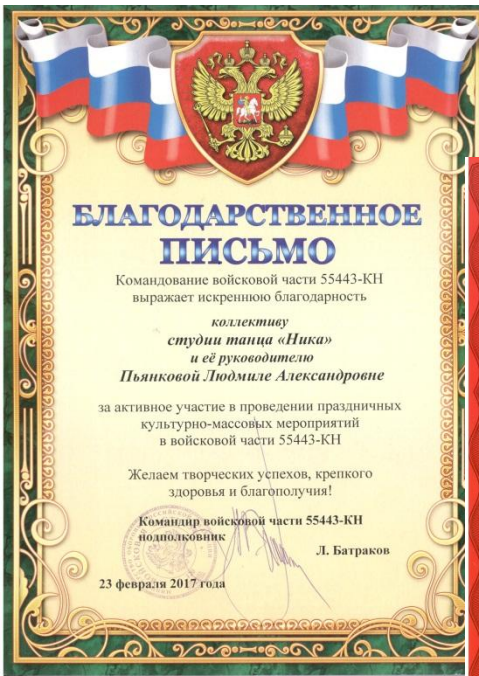 БЛАГОДАРСТВЕННОЕ
ПИСЬМО
Командование войсковой части 55443-КН
выражает искреннюю благодарность
коллективу
студии танца «Ника»
и её руководителю
Пьянковой Людмиле Александровне
за активное участие в проведении праздничных
культурно-массовых мероприятий
в войсковой части 55443-КН
Желаем творческих успехов, крепкого
здоровья и благополучия!
Командир войсковой части 55443-КН
подполковник
Л. Батраков
23 февраля 2017 года